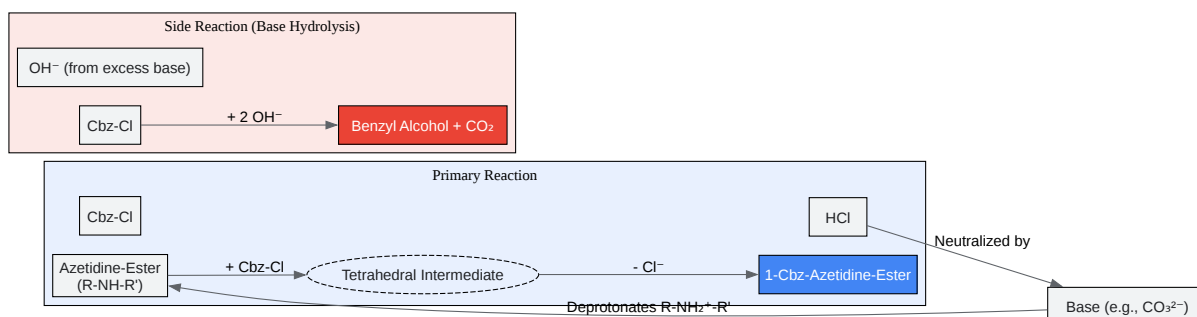 Side Reaction (Base Hydrolysis)
OH⁻ (from excess base)
Cbz-Cl
+ 2 OH⁻
Benzyl Alcohol + CO₂
Primary Reaction
Cbz-Cl
HCl
Neutralized by
Azetidine-Ester
(R-NH-R')
+ Cbz-Cl
Tetrahedral Intermediate
- Cl⁻
1-Cbz-Azetidine-Ester
Deprotonates R-NH₂⁺-R'
Base (e.g., CO₃²⁻)